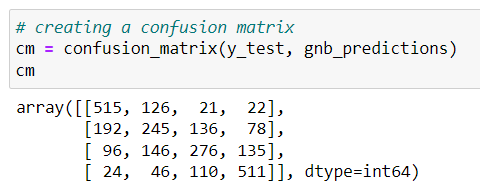 # creating a confusion matrix
cm = confusion_matrix(y_test, gnb_predictions)
cm
array([[515, 126,  21,  22],
       [192, 245, 136,  78],
       [ 96, 146, 276, 135],
       [ 24,  46, 110, 511]], dtype=int64)